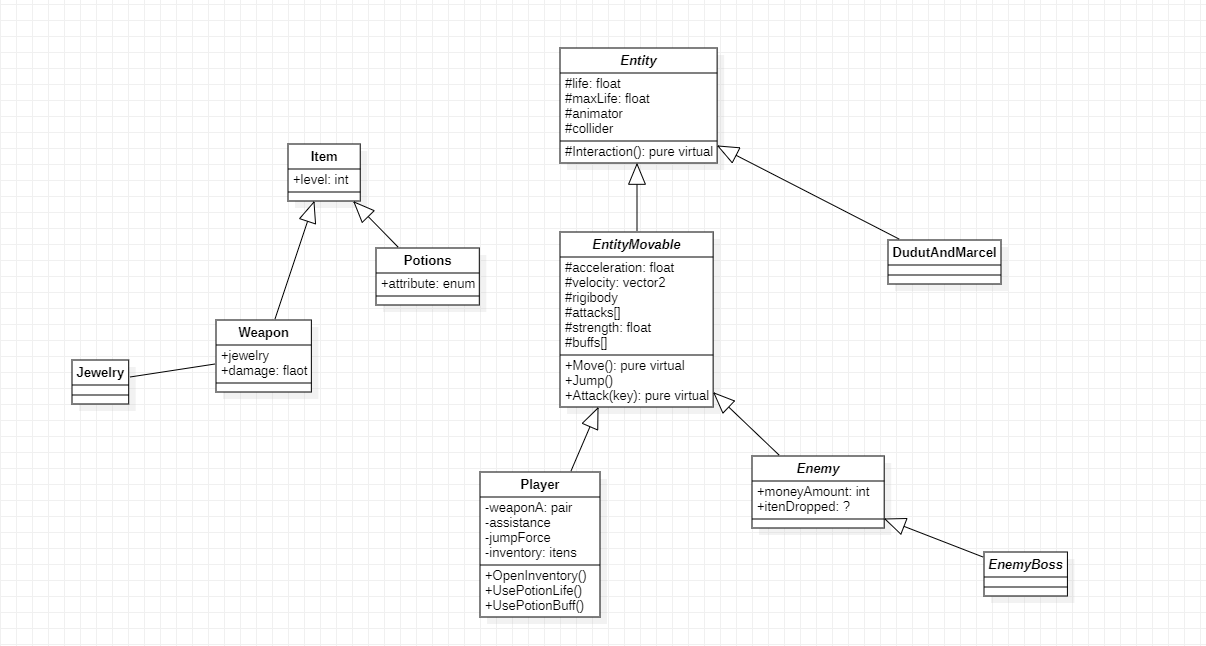 Entity
#life: float
#maxLife: float
#animator
#collider
#Interaction(): pure virtual
Item
+level: int
Potions
+attribute: enum
Weapon
+jewelry
+damage: flaot
Jewelry
EntityMovable
#acceleration: float
#velocity: vector2
#rigibody
#attacks[]
#strength: float
#buffs[]
+Move(): pure virtual
+Jump()
+Attack(key): pure virtual
DudutAndMarcel
Player
-weaponA: pair
-assistance
-jumpForce
-inventory: itens
+OpenInventory()
+UsePotionLife()
+UsePotionBuff()
Enemy
+moneyAmount: int
+itenDropped: ?
EnemyBoss